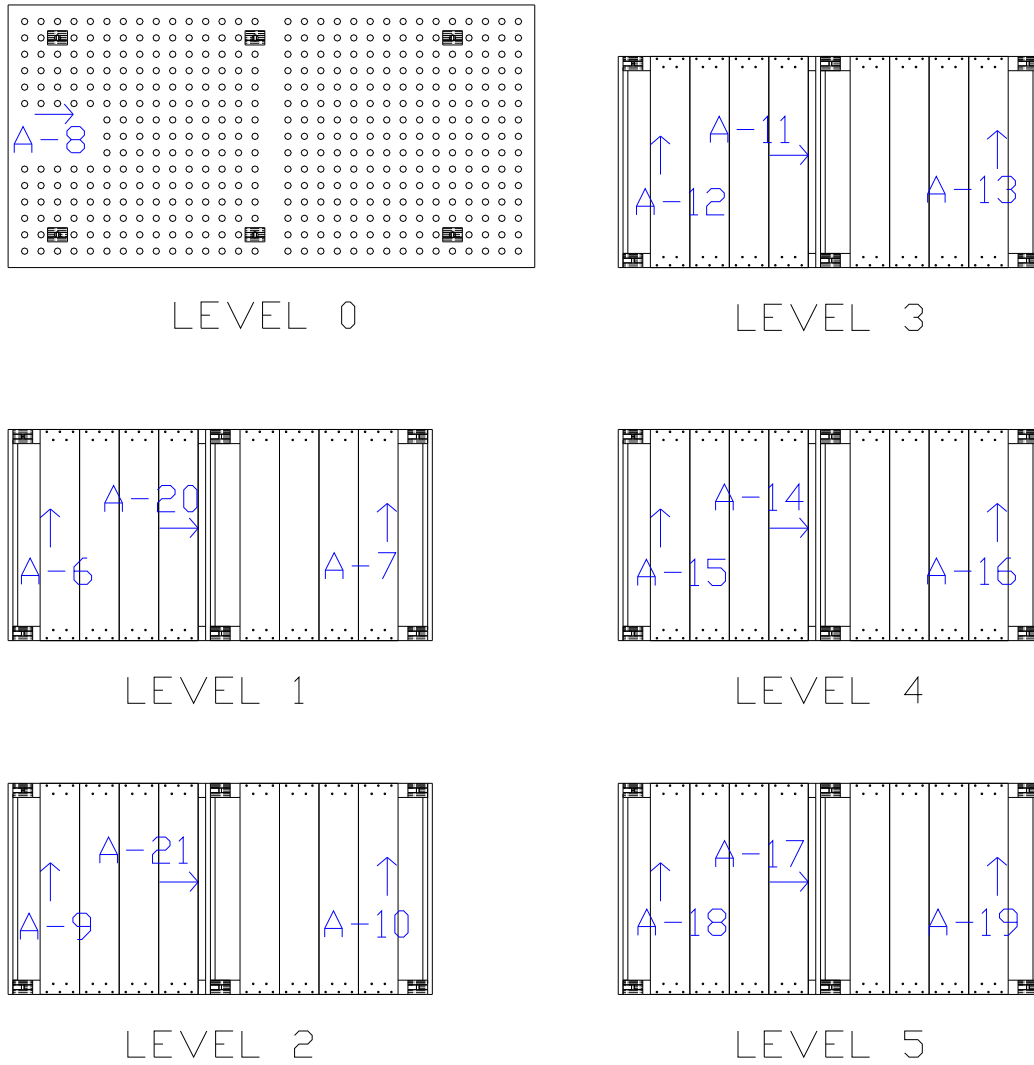 A-8
LEVEL 0
A-11
A-12
A-13
LEVEL 3
A-20
A-6
A-7
LEVEL 1
A-14
A-15
A-16
LEVEL 4
A-21
A-9
A-10
LEVEL 2
A-17
A-18
A-19
LEVEL 5